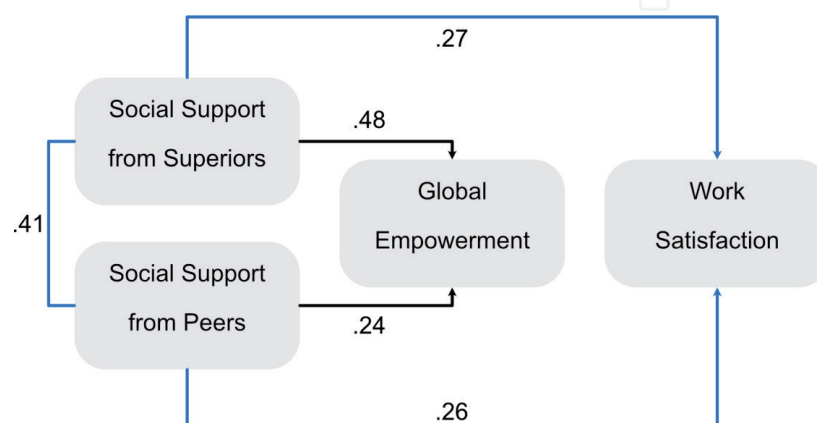 .27
Social Support
from Superiors
.48
Global
Empowerment
Work
Satisfaction
.41
Social Support
from Peers
.24
.26